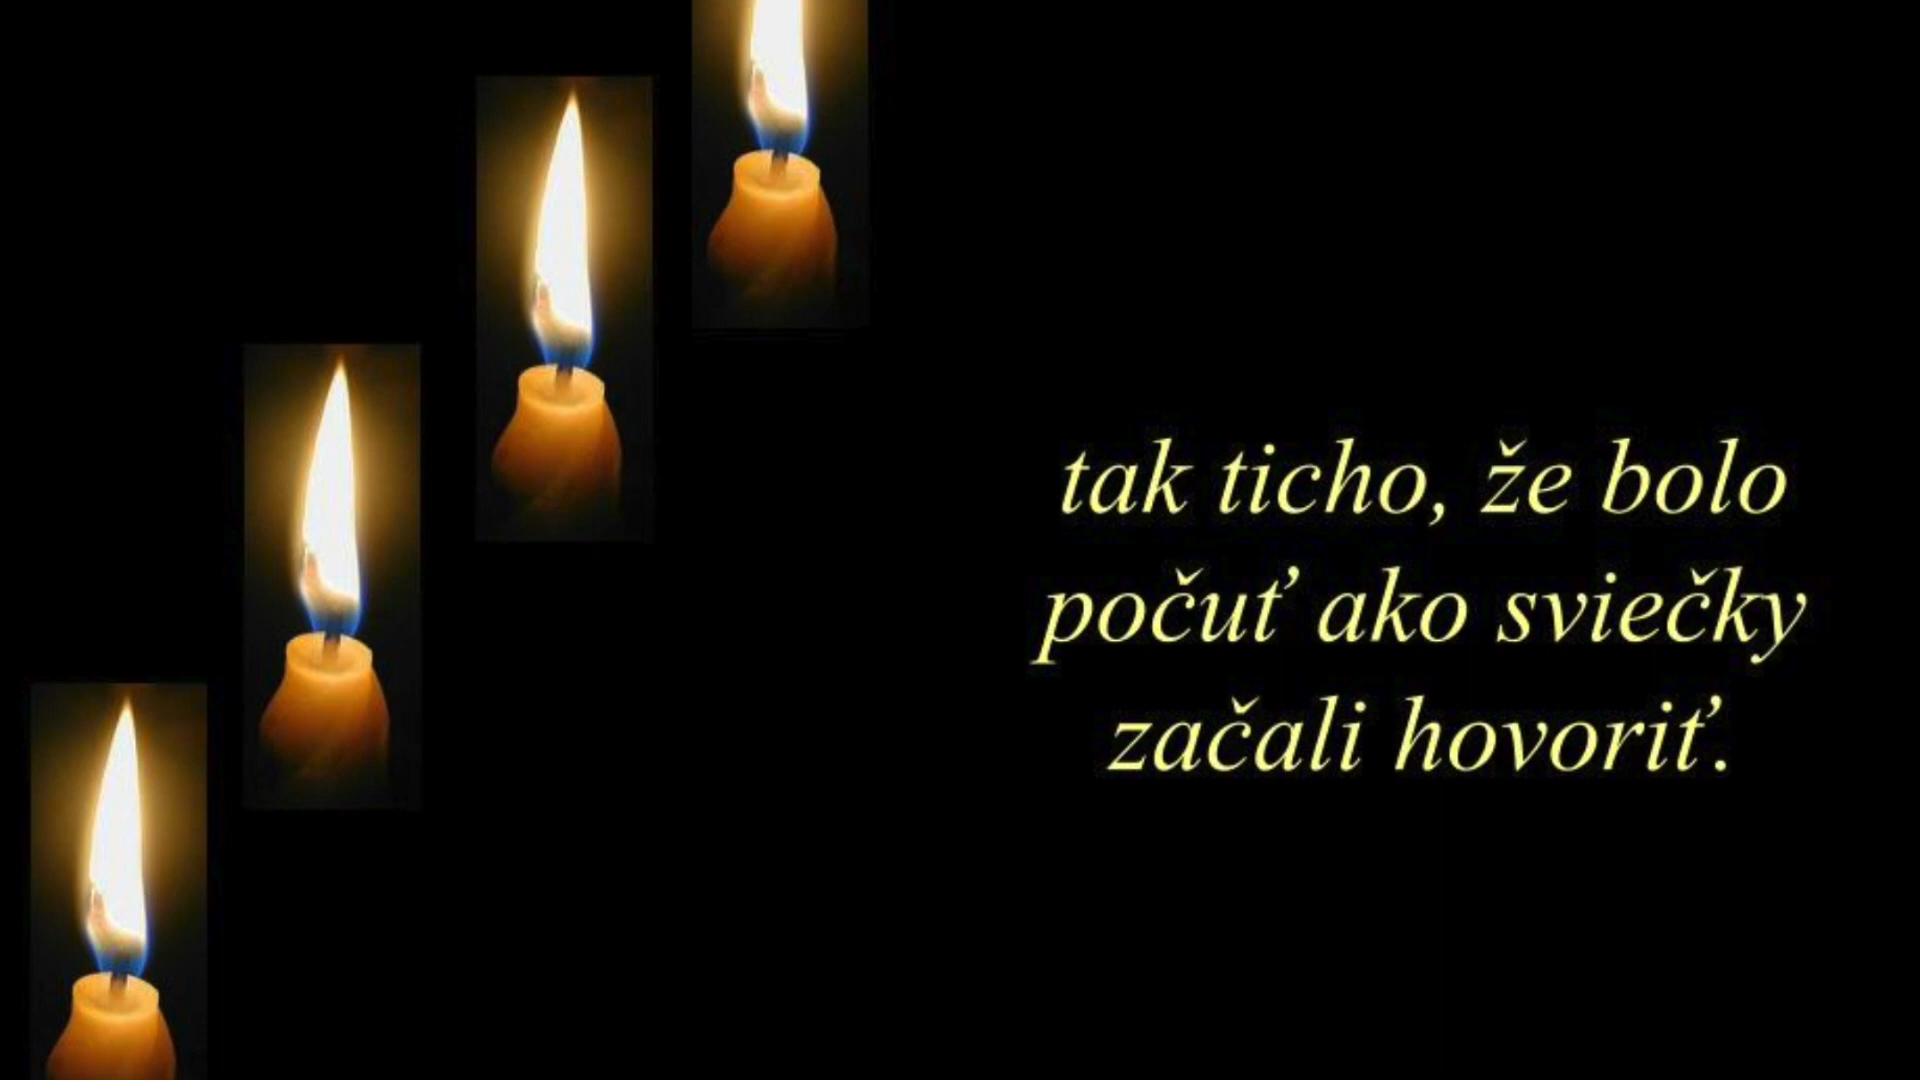 tak ticho, že bolo
počuť ako sviečky
začali hovoriť.